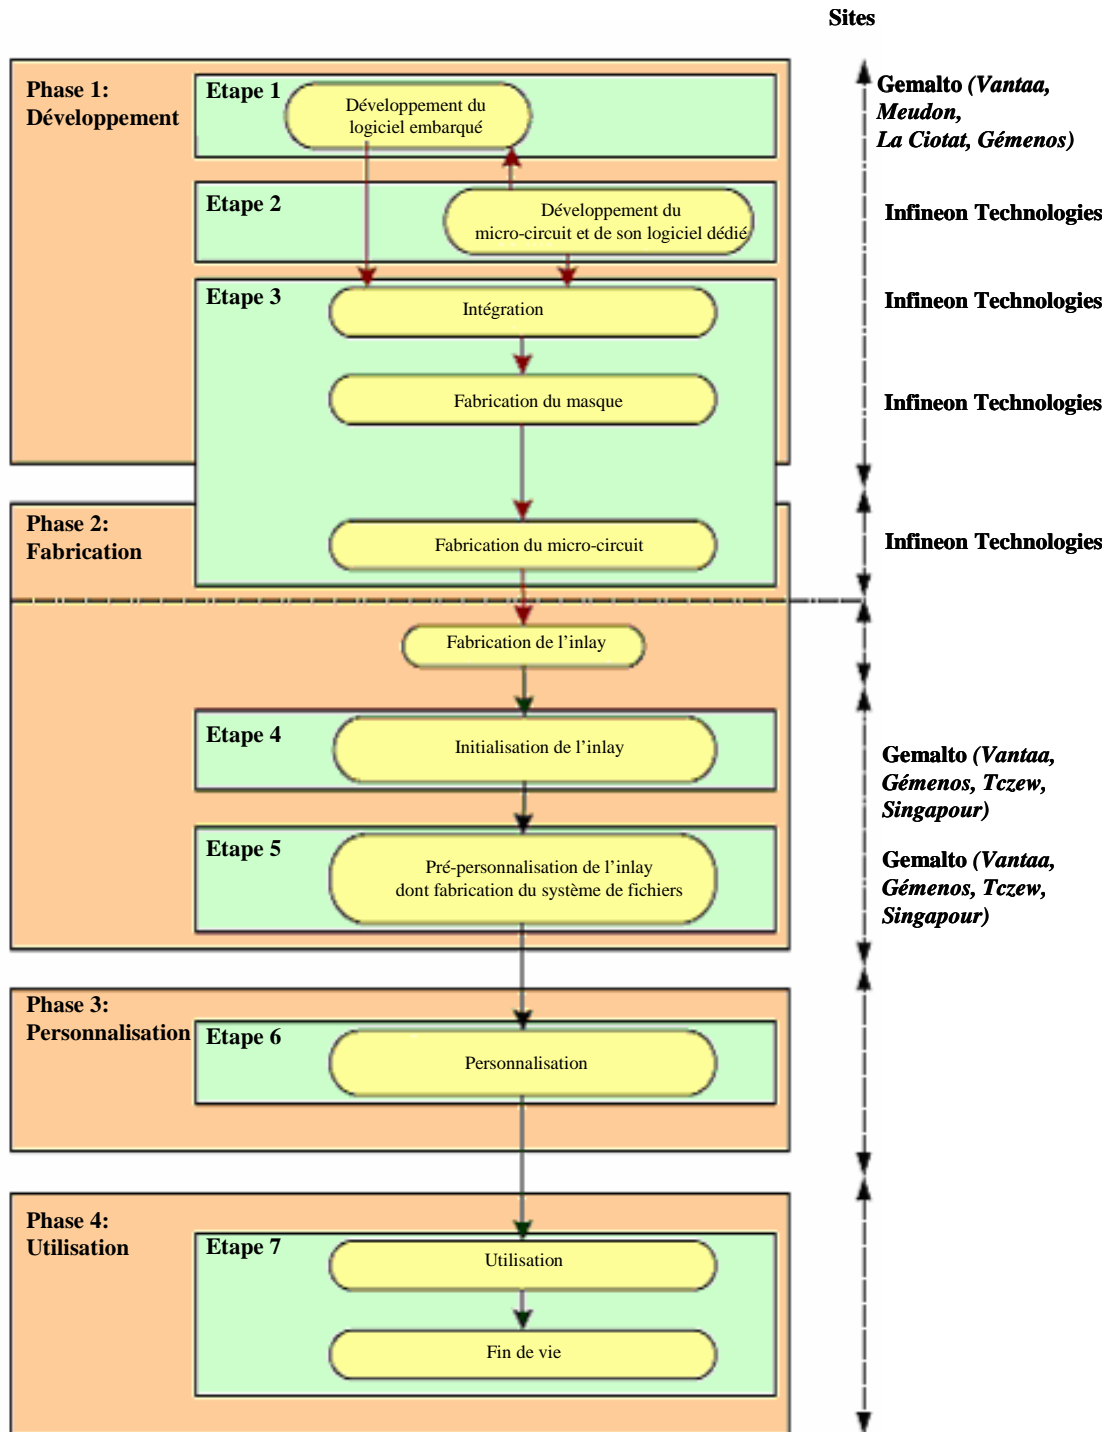 Sites
Phase 1:
Développement
Etape 1
Développement du
logiciel embarqué
Gemalto (Vantaa,
Meudon,
La Ciotat, Gémenos)
Etape 2
Développement du
micro-circuit et de son logiciel dédié
Infineon Technologies
Etape 3
Intégration
Infineon Technologies
Fabrication du masque
Infineon Technologies
Phase 2:
Fabrication
Fabrication du micro-circuit
Infineon Technologies
Fabrication de l’inlay
Etape 4
Initialisation de l’inlay
Gemalto (Vantaa,
Gémenos, Tczew,
Singapour)
Etape 5
Pré-personnalisation de l’inlay
dont fabrication du système de fichiers
Gemalto (Vantaa,
Gémenos, Tczew,
Singapour)
Phase 3:
Personnalisation
Etape 6
Personnalisation
Phase 4:
Utilisation
Etape 7
Utilisation
Fin de vie